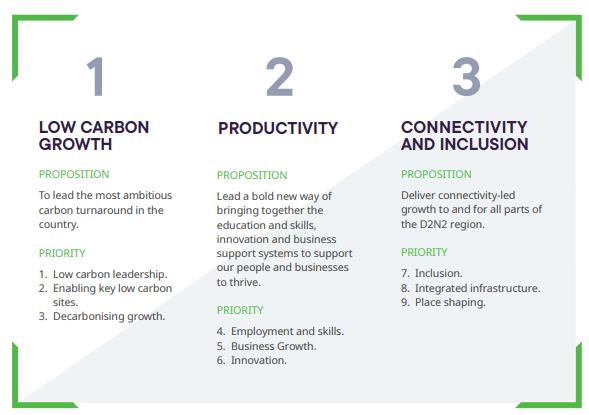 1
LOW CARBON
GROWTH
PROPOSITION
To lead the most ambitious
carbon turnaround in the
country.
PRIORITY
1. Low carbon leadership.
2. Enabling key low carbon
sites.
3. Decarbonising growth.
2
PRODUCTIVITY
PROPOSITION
Lead a bold new way of
bringing together the
education and skills,
innovation and business
support systems to support
our people and businesses
to thrive.
PRIORITY
4. Employment and skills.
5. Business Growth.
6. Innovation.
3
CONNECTIVITY
AND INCLUSION
PROPOSITION
Deliver connectivity-led
growth to and for all parts of
the D2N2 region.
PRIORITY
7. Inclusion.
8. Integrated infrastructure.
9. Place shaping.